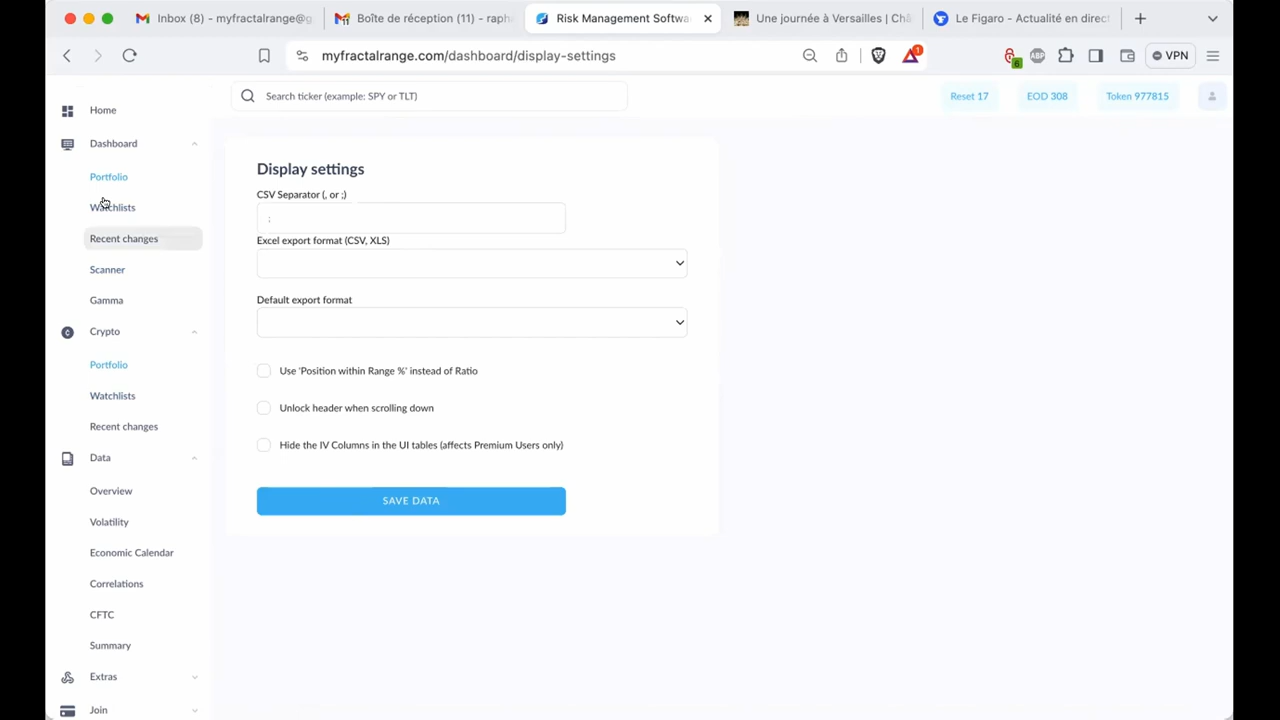 Inbox (8) - myfractalrange@g
Boîte de réception (11) - rapha
Risk Management Softwa
Une journée à Versailles | Châ
Le Figaro - Actualité en direct
myfractalrange.com/dashboard/display-settings
6
ABP
1
VPN
Home
Search ticker (example: SPY or TLT)
Reset 17
EOD 308
Token 977815
Dashboard
Portfolio
Watchlists
Recent changes
Scanner
Gamma
Crypto
Portfolio
Watchlists
Recent changes
Data
Overview
Volatility
Economic Calendar
Correlations
CFTC
Summary
Extras
Join
Display settings
CSV Separator (, or ;)
;
Excel export format (CSV, XLS)
Default export format
Use 'Position within Range %' instead of Ratio
Unlock header when scrolling down
Hide the IV Columns in the UI tables (affects Premium Users only)
SAVE DATA